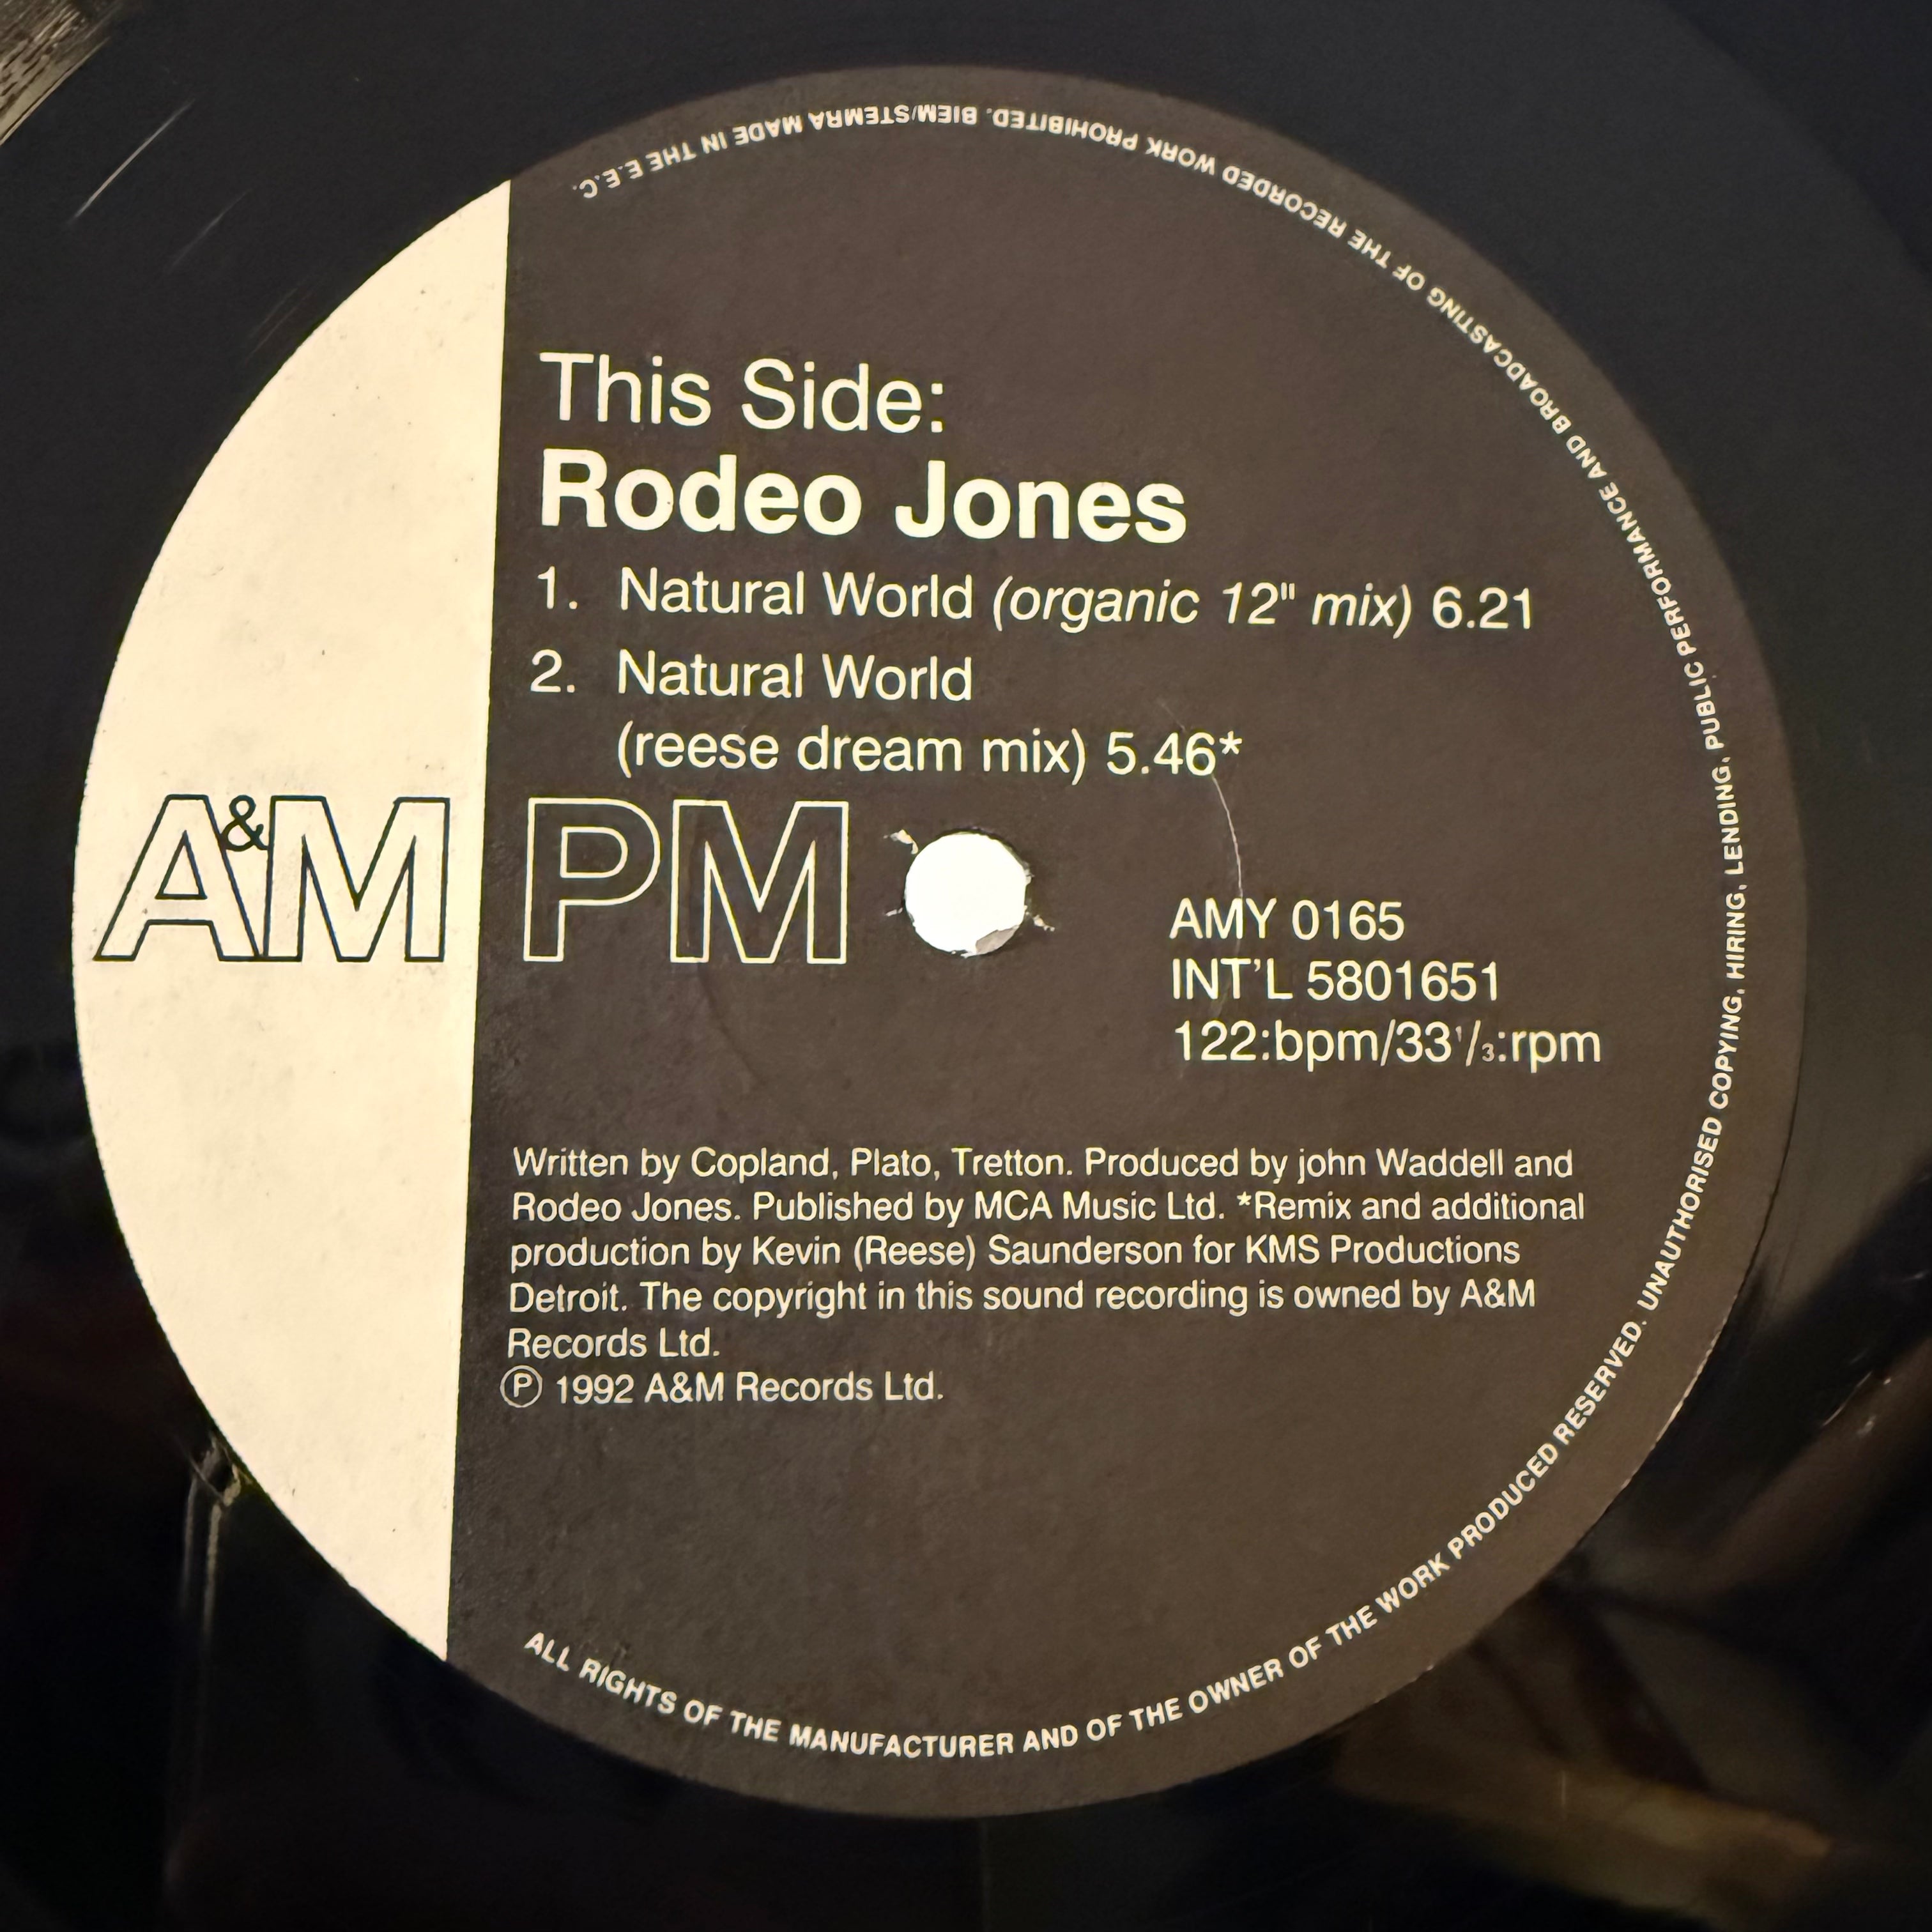 This Side:
Rodeo Jones
1. Natural World (organic 12" mix) 6.21
2. Natural World
(reese dream mix) 5.46*
A&M PM
AMY 0165
INT'L 5801651
122:bpm/33 1/3:rpm
Written by Copland, Plato, Tretton. Produced by john Waddell and
Rodeo Jones. Published by MCA Music Ltd. *Remix and additional
production by Kevin (Reese) Saunderson for KMS Productions
Detroit. The copyright in this sound recording is owned by A&M
Records Ltd.
Ⓟ 1992 A&M Records Ltd.
ALL RIGHTS OF THE MANUFACTURER AND OF THE OWNER OF THE WORK PRODUCED RESERVED. UNAUTHORISED COPYING, HIRING, LENDING, PUBLIC PERFORMANCE AND BROADCASTING OF THE RECORDED WORK PROHIBITED. BIEM/STEMRA MADE IN THE E.E.C.